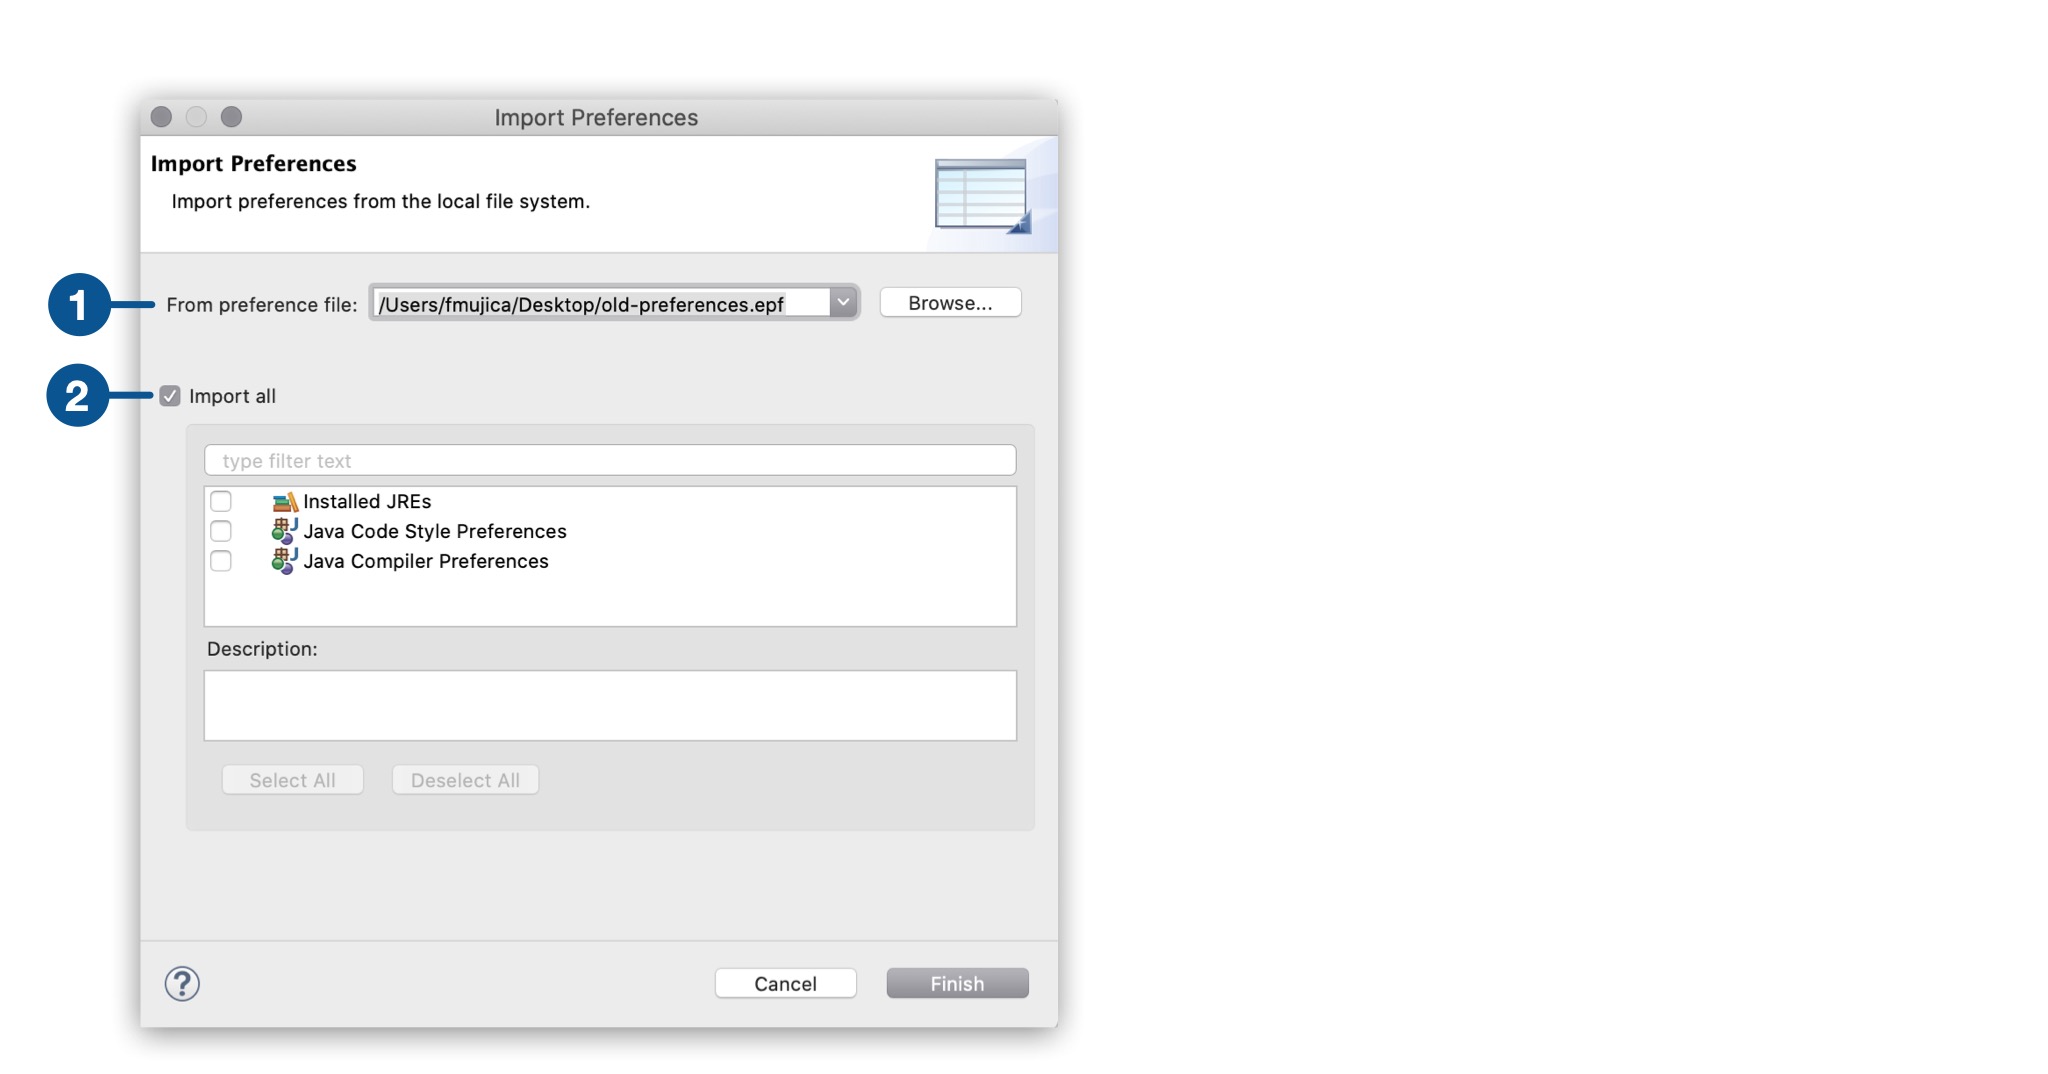 Import Preferences
Import Preferences
Import preferences from the local file system.
1 From preference file: /Users/fmujica/Desktop/old-preferences.epf Browse...
2 Import all
type filter text
Installed JREs
Java Code Style Preferences
Java Compiler Preferences
Description:
Select All Deselect All
? Cancel Finish